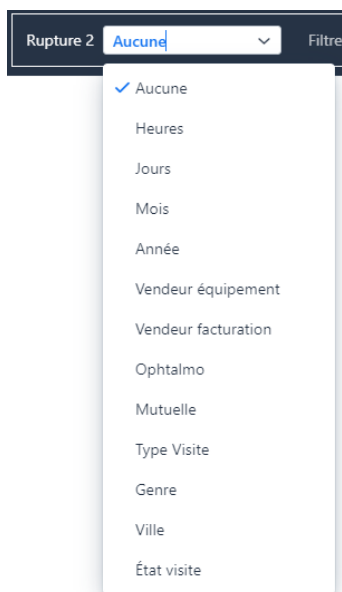 Rupture 2 Aucune Filtre
Aucune
Heures
Jours
Mois
Année
Vendeur équipement
Vendeur facturation
Ophtalmo
Mutuelle
Type Visite
Genre
Ville
État visite